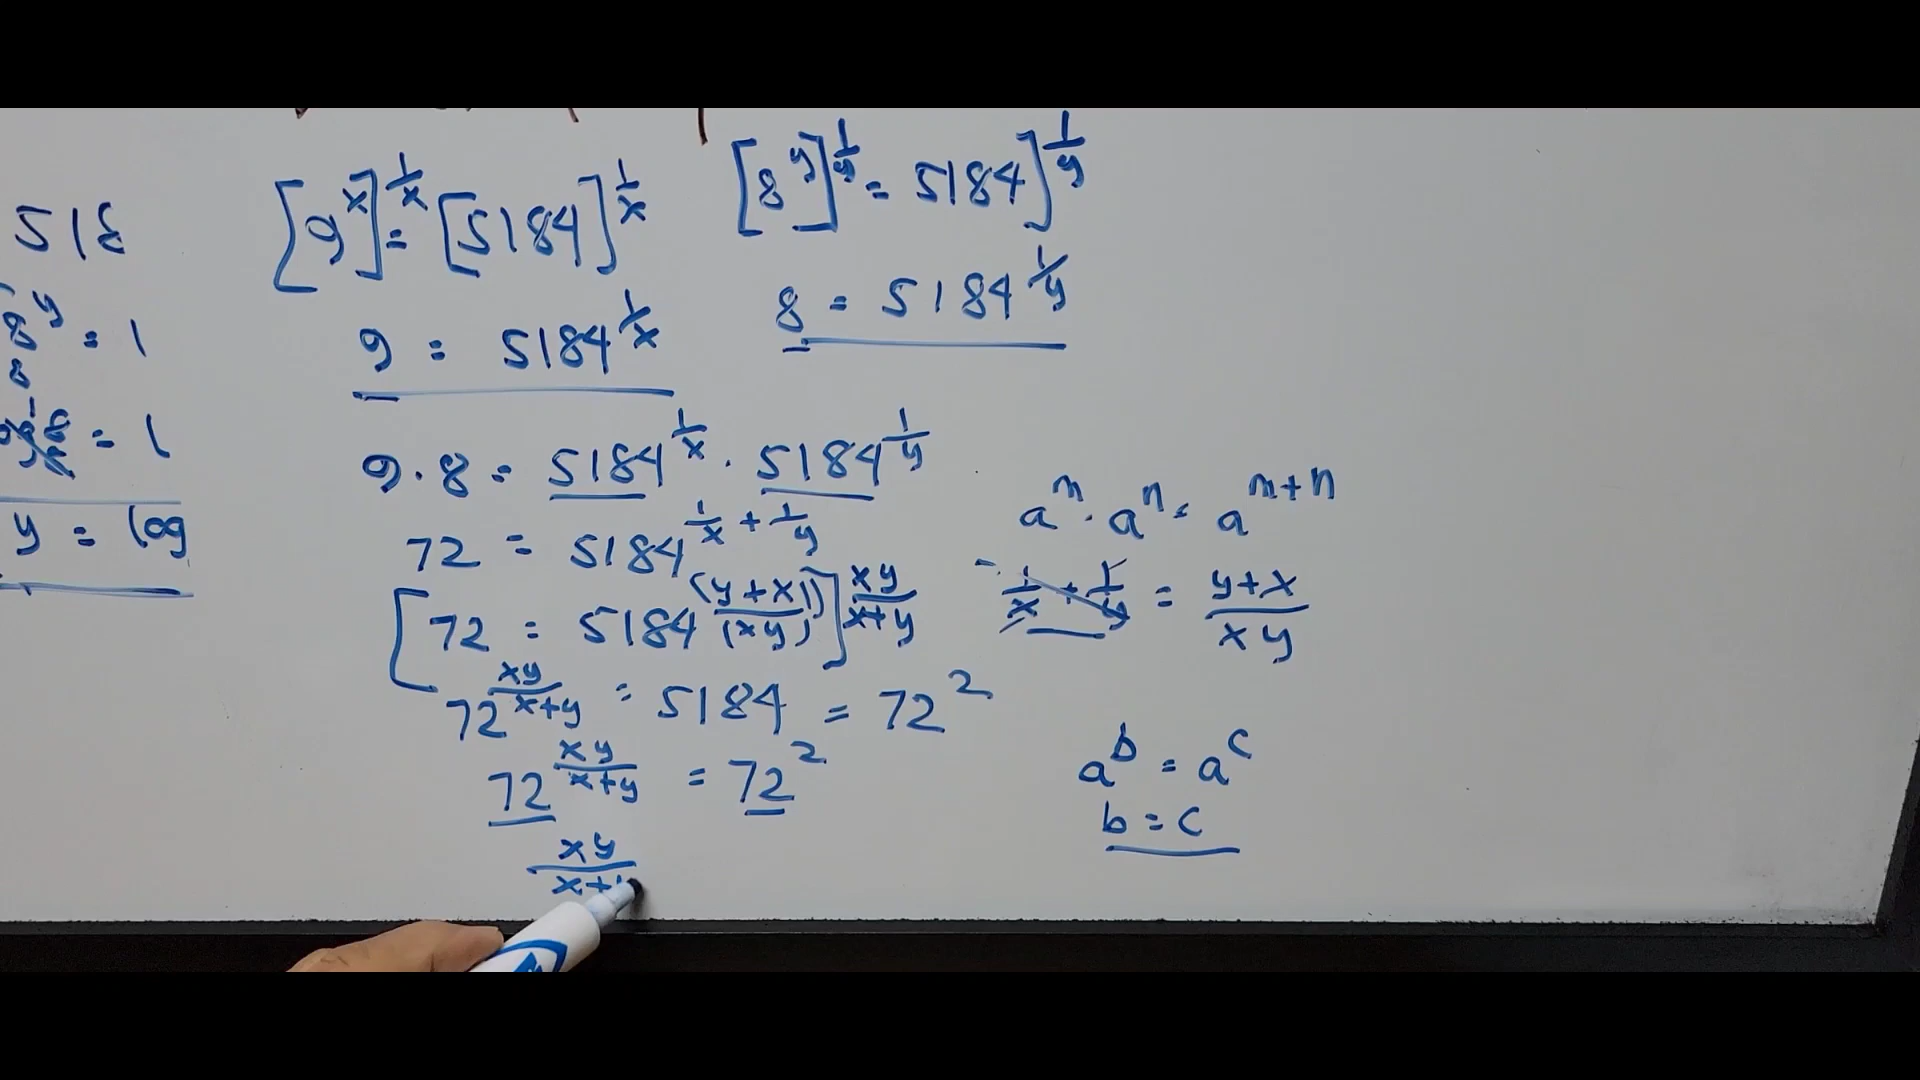 518
8^y = 1
= 1
y = log
[9^x]^{1/x} = [5184]^{1/x}
9 = 5184^{1/x}
[8^y]^{1/y} = 5184]^{1/y}
8 = 5184^{1/y}
9 · 8 = 5184^{1/x} · 5184^{1/y}
72 = 5184^{1/x + 1/y}
[72 = 5184^{(y+x)/(xy)}]^{xy/(x+y)}
72^{xy/(x+y)} = 5184 = 72^2
72^{xy/(x+y)} = 72^2
xy/(x+
a^m · a^n = a^{m+n}
1/x + 1/y = (y+x)/(xy)
a^b = a^c
b = c